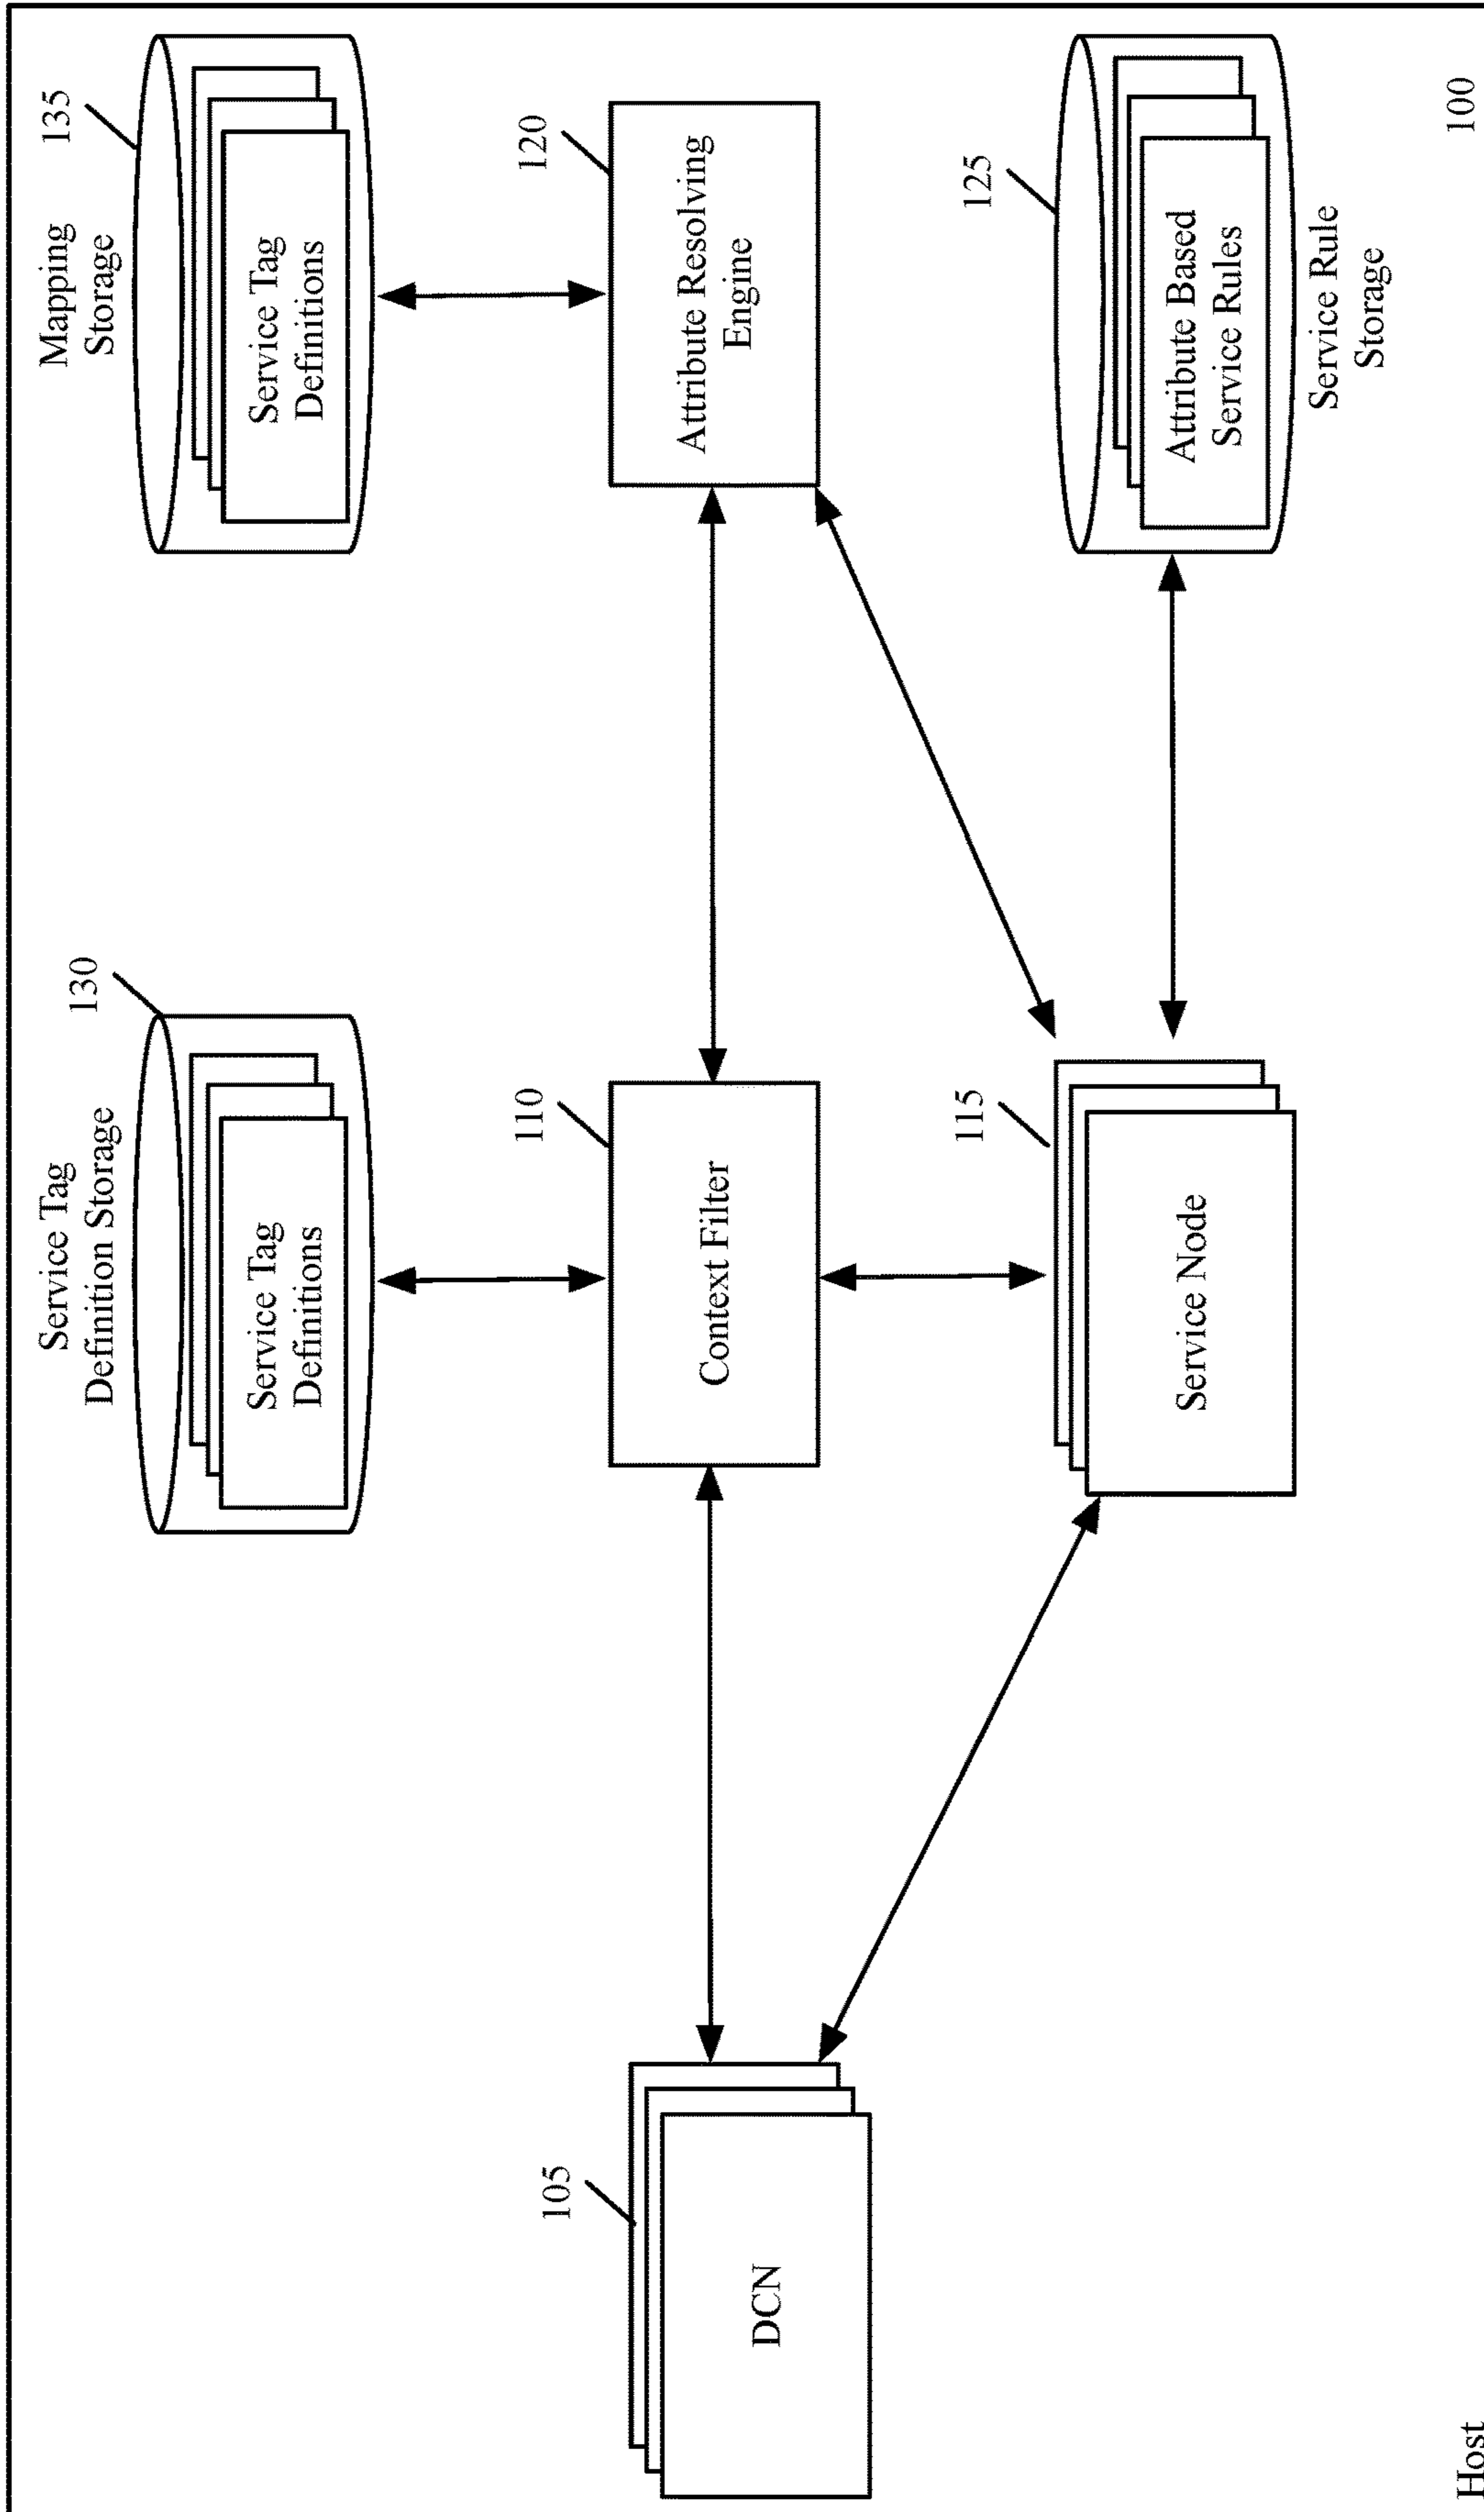 Service Tag
Definition Storage
130
Service Tag
Definitions
Mapping
Storage
135
Service Tag
Definitions
105
DCN
110
Context Filter
120
Attribute Resolving
Engine
115
Service Node
125
Attribute Based
Service Rules
Service Rule
Storage
Host
100